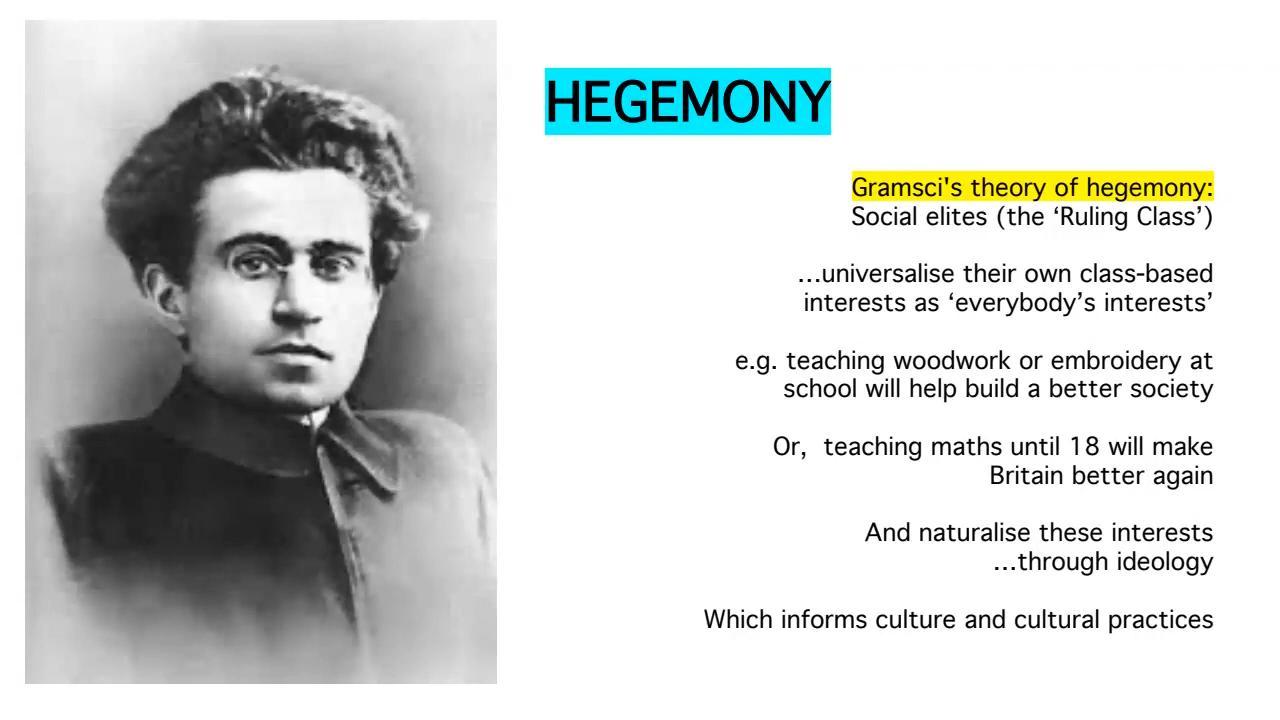 HEGEMONY
Gramsci's theory of hegemony:
Social elites (the ‘Ruling Class’)
…universalise their own class-based
interests as ‘everybody’s interests’
e.g. teaching woodwork or embroidery at
school will help build a better society
Or,  teaching maths until 18 will make
Britain better again
And naturalise these interests
…through ideology
Which informs culture and cultural practices